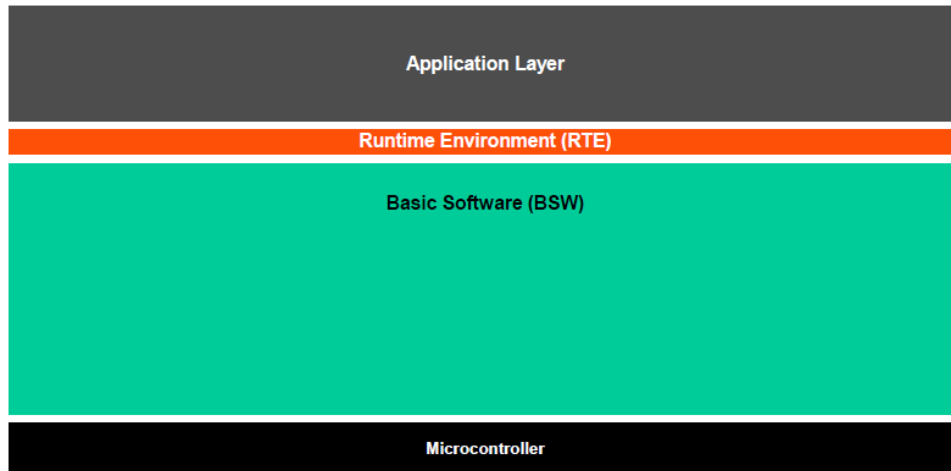 Application Layer
Runtime Environment (RTE)
Basic Software (BSW)
Microcontroller